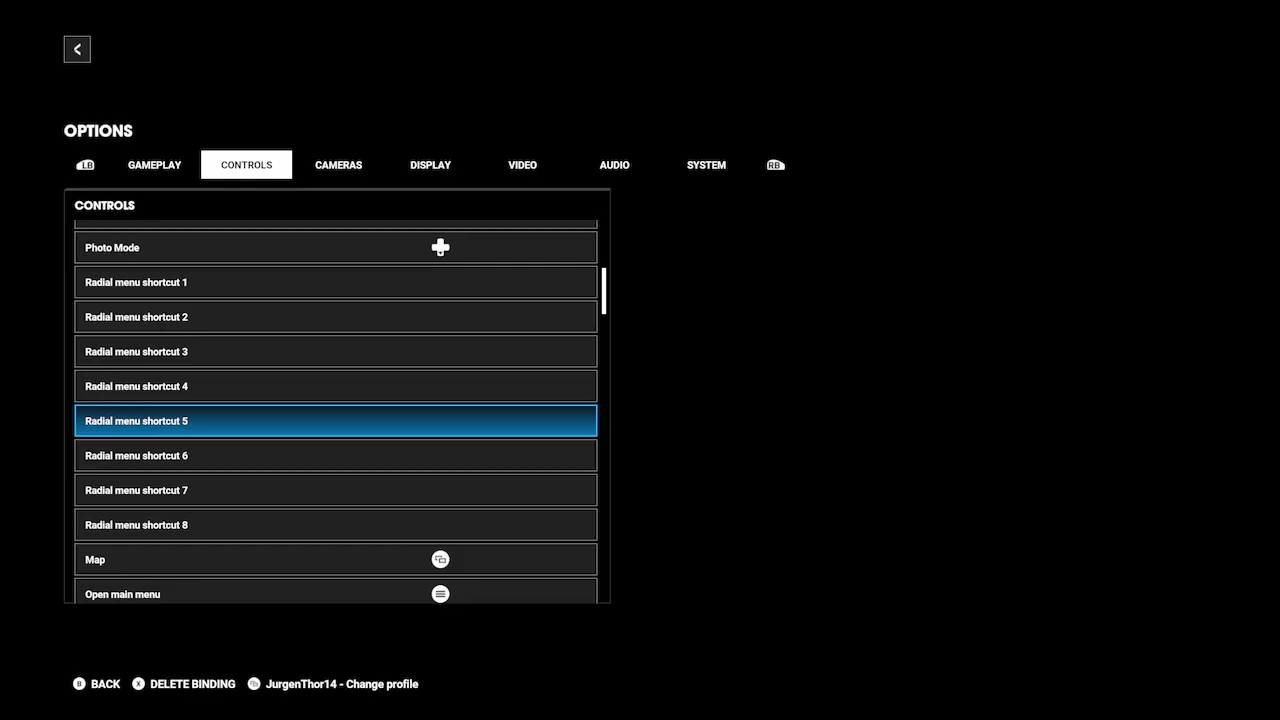 OPTIONS
LB GAMEPLAY CONTROLS CAMERAS DISPLAY VIDEO AUDIO SYSTEM RB
CONTROLS
Photo Mode
Radial menu shortcut 1
Radial menu shortcut 2
Radial menu shortcut 3
Radial menu shortcut 4
Radial menu shortcut 5
Radial menu shortcut 6
Radial menu shortcut 7
Radial menu shortcut 8
Map
Open main menu
B BACK X DELETE BINDING JurgenThor14 - Change profile